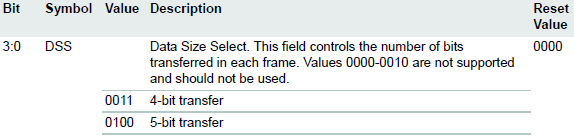 Bit Symbol Value Description Reset
Value
3:0 DSS Data Size Select. This field controls the number of bits 0000
transferred in each frame. Values 0000-0010 are not supported
and should not be used.
0011 4-bit transfer
0100 5-bit transfer